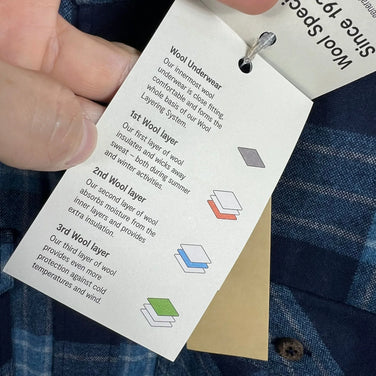 Wool Underwear
Our innermost wool
underwear is close fitting,
comfortable and forms the
whole basis of our Wool
Layering System.
1st Wool layer
Our first layer of wool
insulates and wicks away
sweat – both during summer
and winter activities.
2nd Wool layer
Our second layer of wool
absorbs moisture from the
inner layers and provides
extra insulation.
3rd Wool layer
Our third layer of wool
provides even more
protection against cold
temperatures and wind.
Wool Speci
Since 192